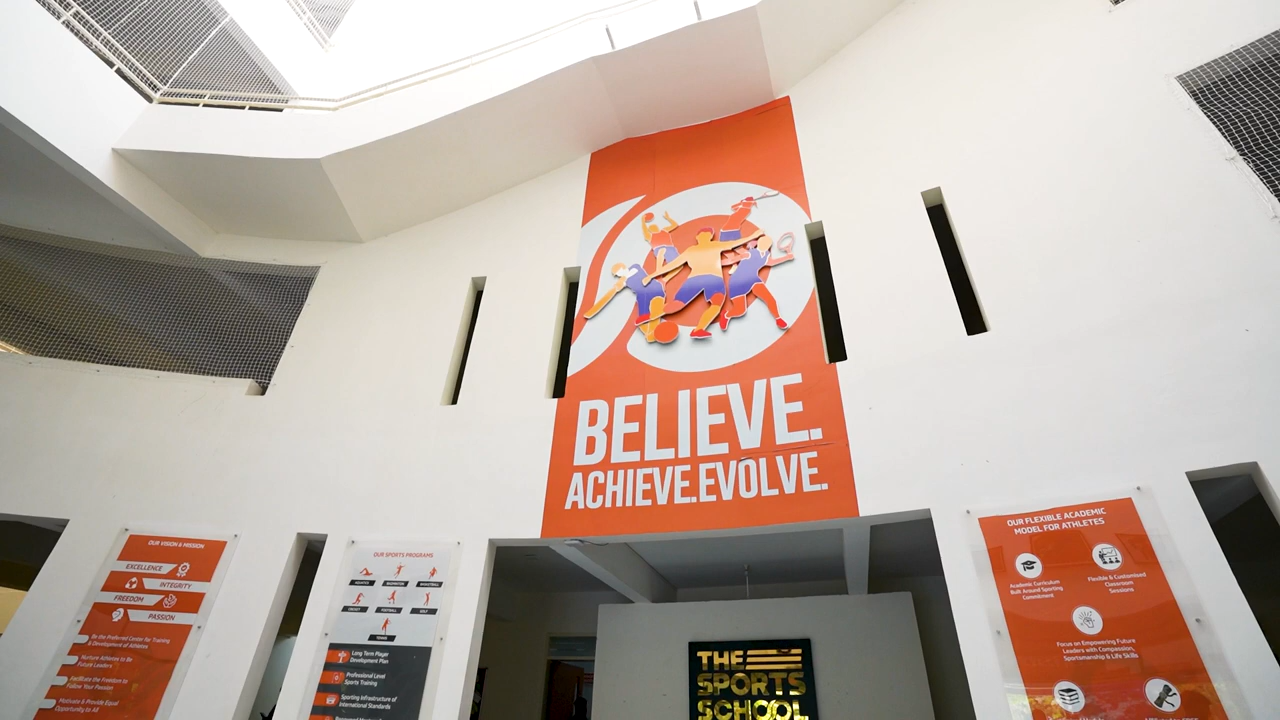 BELIEVE.
ACHIEVE.EVOLVE.
OUR VISION & MISSION
EXCELLENCE
INTEGRITY
FREEDOM
PASSION
Be the Preferred Center for Training
& Development of Athletes
Nurture Athletes to Be
Future Leaders
Facilitate the Freedom to
Follow Your Passion
Motivate & Provide Equal
Opportunity to All
OUR SPORTS PROGRAMS
AQUATICS
BADMINTON
BASKETBALL
CRICKET
FOOTBALL
GOLF
TENNIS
Long Term Player
Development Plan
Professional Level
Sports Training
Sporting Infrastructure of
International Standards
THE
SPORTS
SCHOOL
OUR FLEXIBLE ACADEMIC
MODEL FOR ATHLETES
Academic Curriculum
Built Around Sporting
Commitment
Flexible & Customised
Classroom
Sessions
Focus on Empowering Future
Leaders with Compassion,
Sportsmanship & Life Skills